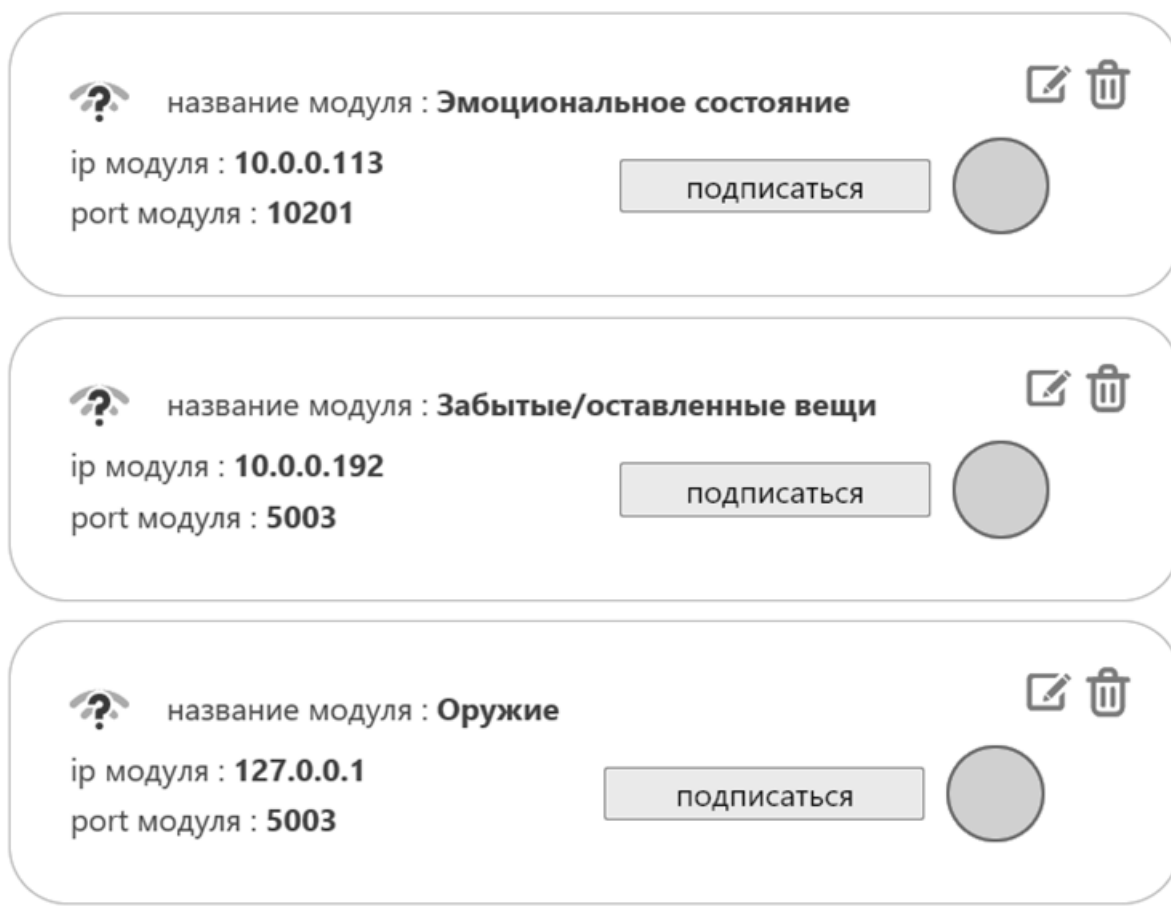 название модуля : Эмоциональное состояние
ip модуля : 10.0.0.113
подписаться
port модуля : 10201
название модуля : Забытые/оставленные вещи
ip модуля : 10.0.0.192
подписаться
port модуля : 5003
название модуля : Оружие
ip модуля : 127.0.0.1
подписаться
port модуля : 5003